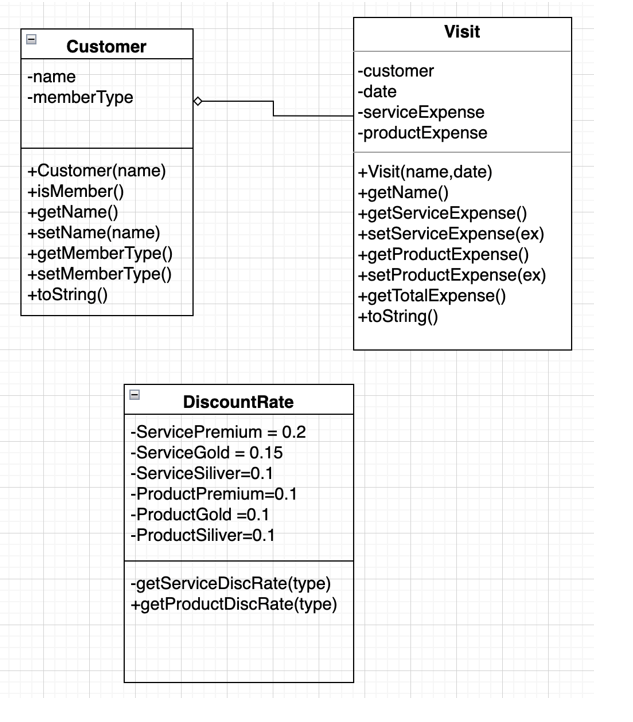 Customer
-name
-memberType
+Customer(name)
+isMember()
+getName()
+setName(name)
+getMemberType()
+setMemberType()
+toString()
Visit
-customer
-date
-serviceExpense
-productExpense
+Visit(name,date)
+getName()
+getServiceExpense()
+setServiceExpense(ex)
+getProductExpense()
+setProductExpense(ex)
+getTotalExpense()
+toString()
DiscountRate
-ServicePremium = 0.2
-ServiceGold = 0.15
-ServiceSiliver=0.1
-ProductPremium=0.1
-ProductGold =0.1
-ProductSiliver=0.1
-getServiceDiscRate(type)
+getProductDiscRate(type)